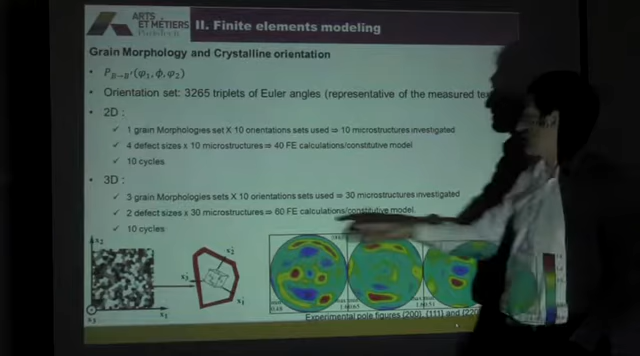 ARTS
ET MÉTIERS
ParisTech
II. Finite elements modeling
Grain Morphology and Crystalline orientation
• P_{B→B'}(φ₁, ϕ, φ₂)
• Orientation set: 3265 triplets of Euler angles (representative of the measured
• 2D :
✓ 1 grain Morphologies set X 10 orientations sets used ⇒ 10 microstructures investigated
✓ 4 defect sizes x 10 microstructures ⇒ 40 FE calculations/constitutive model
✓ 10 cycles
• 3D :
✓ 3 grain Morphologies sets X 10 orientations sets used ⇒ 30 microstructures investigated
✓ 2 defect sizes x 30 microstructures ⇒ 60 FE calculations/constitutive model.
✓ 10 cycles
Experimental pole figures (200), (111) and